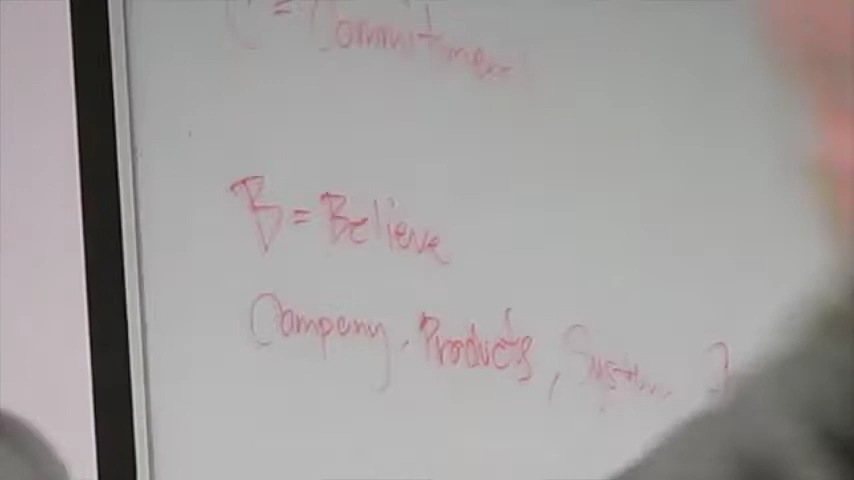 C = Commitment
B = Believe
Company, Products, System